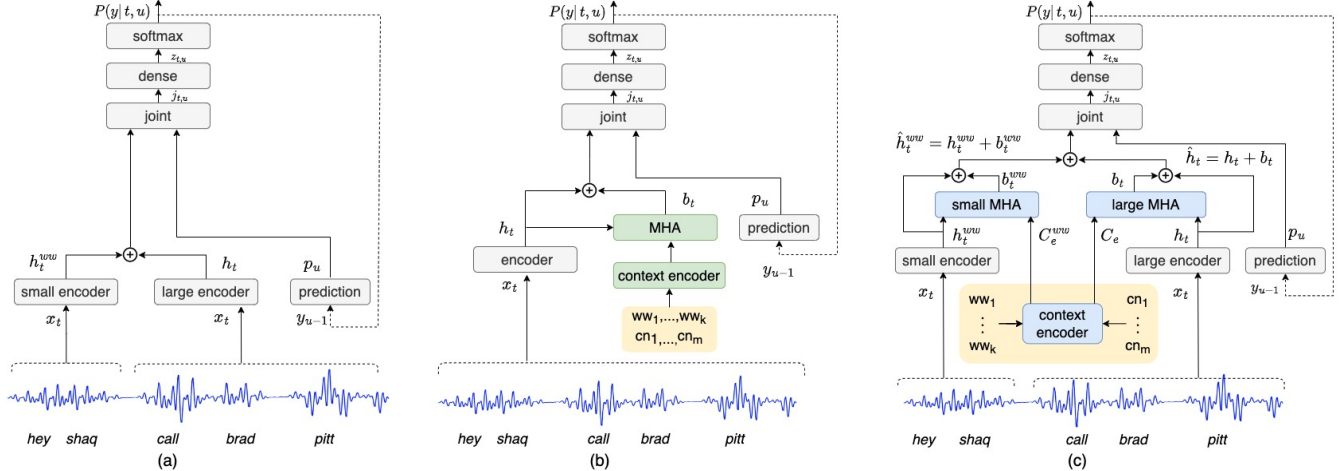 P(y| t, u)
softmax
z_{t,u}
dense
j_{t,u}
joint
h_t^{ww}
h_t
p_u
small encoder
large encoder
prediction
x_t
x_t
y_{u−1}
hey shaq call brad pitt
(a)
P(y| t, u)
softmax
z_{t,u}
dense
j_{t,u}
joint
b_t
p_u
h_t
MHA
prediction
encoder
context encoder
y_{u−1}
x_t
ww₁,...,ww_k
cn₁,...,cn_m
hey shaq call brad pitt
(b)
P(y| t, u)
softmax
z_{t,u}
dense
j_{t,u}
joint
ĥ_t^{ww} = h_t^{ww} + b_t^{ww}
ĥ_t = h_t + b_t
b_t^{ww}
b_t
small MHA
large MHA
h_t^{ww}
C_e^{ww}
C_e
h_t
p_u
small encoder
large encoder
prediction
x_t
x_t
y_{u−1}
ww₁
⋮
ww_k
context
encoder
cn₁
⋮
cn_m
hey shaq call brad pitt
(c)